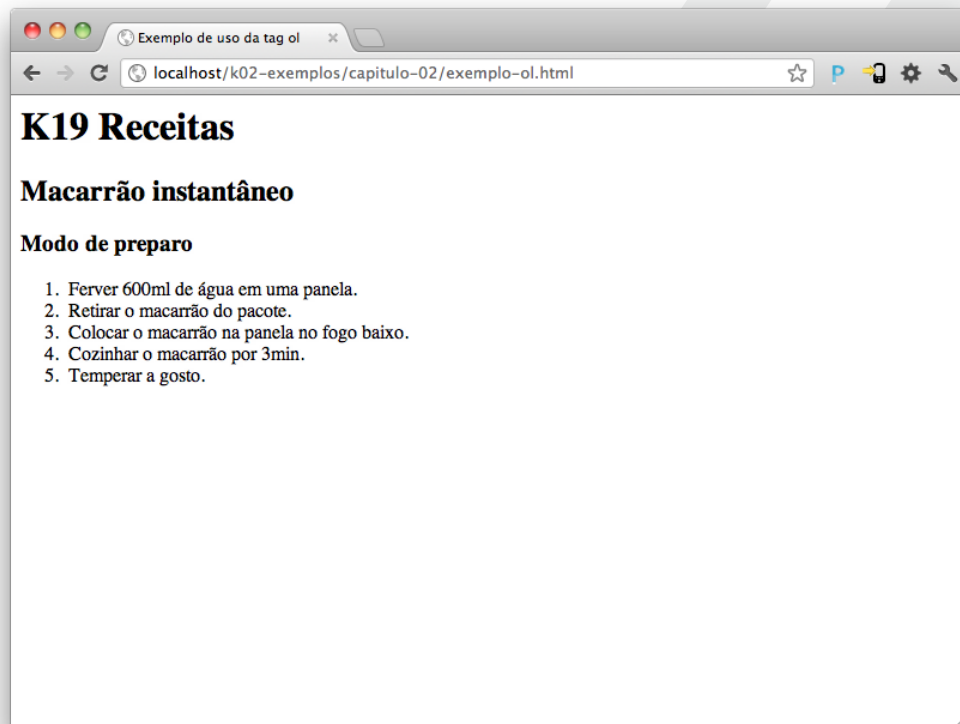 Exemplo de uso da tag ol
localhost/k02-exemplos/capitulo-02/exemplo-ol.html
P
K19 Receitas
Macarrão instantâneo
Modo de preparo
1. Ferver 600ml de água em uma panela.
2. Retirar o macarrão do pacote.
3. Colocar o macarrão na panela no fogo baixo.
4. Cozinhar o macarrão por 3min.
5. Temperar a gosto.